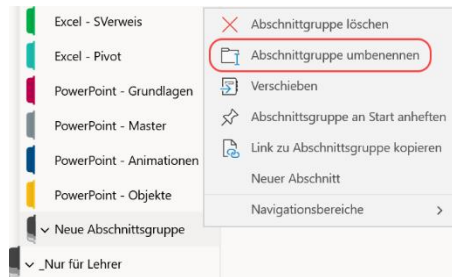 Excel - SVerweis
Excel - Pivot
PowerPoint - Grundlagen
PowerPoint - Master
PowerPoint - Animationen
PowerPoint - Objekte
Neue Abschnittsgruppe
_Nur für Lehrer
Abschnittgruppe löschen
Abschnittgruppe umbenennen
Verschieben
Abschnittsgruppe an Start anheften
Link zu Abschnittsgruppe kopieren
Neuer Abschnitt
Navigationsbereiche